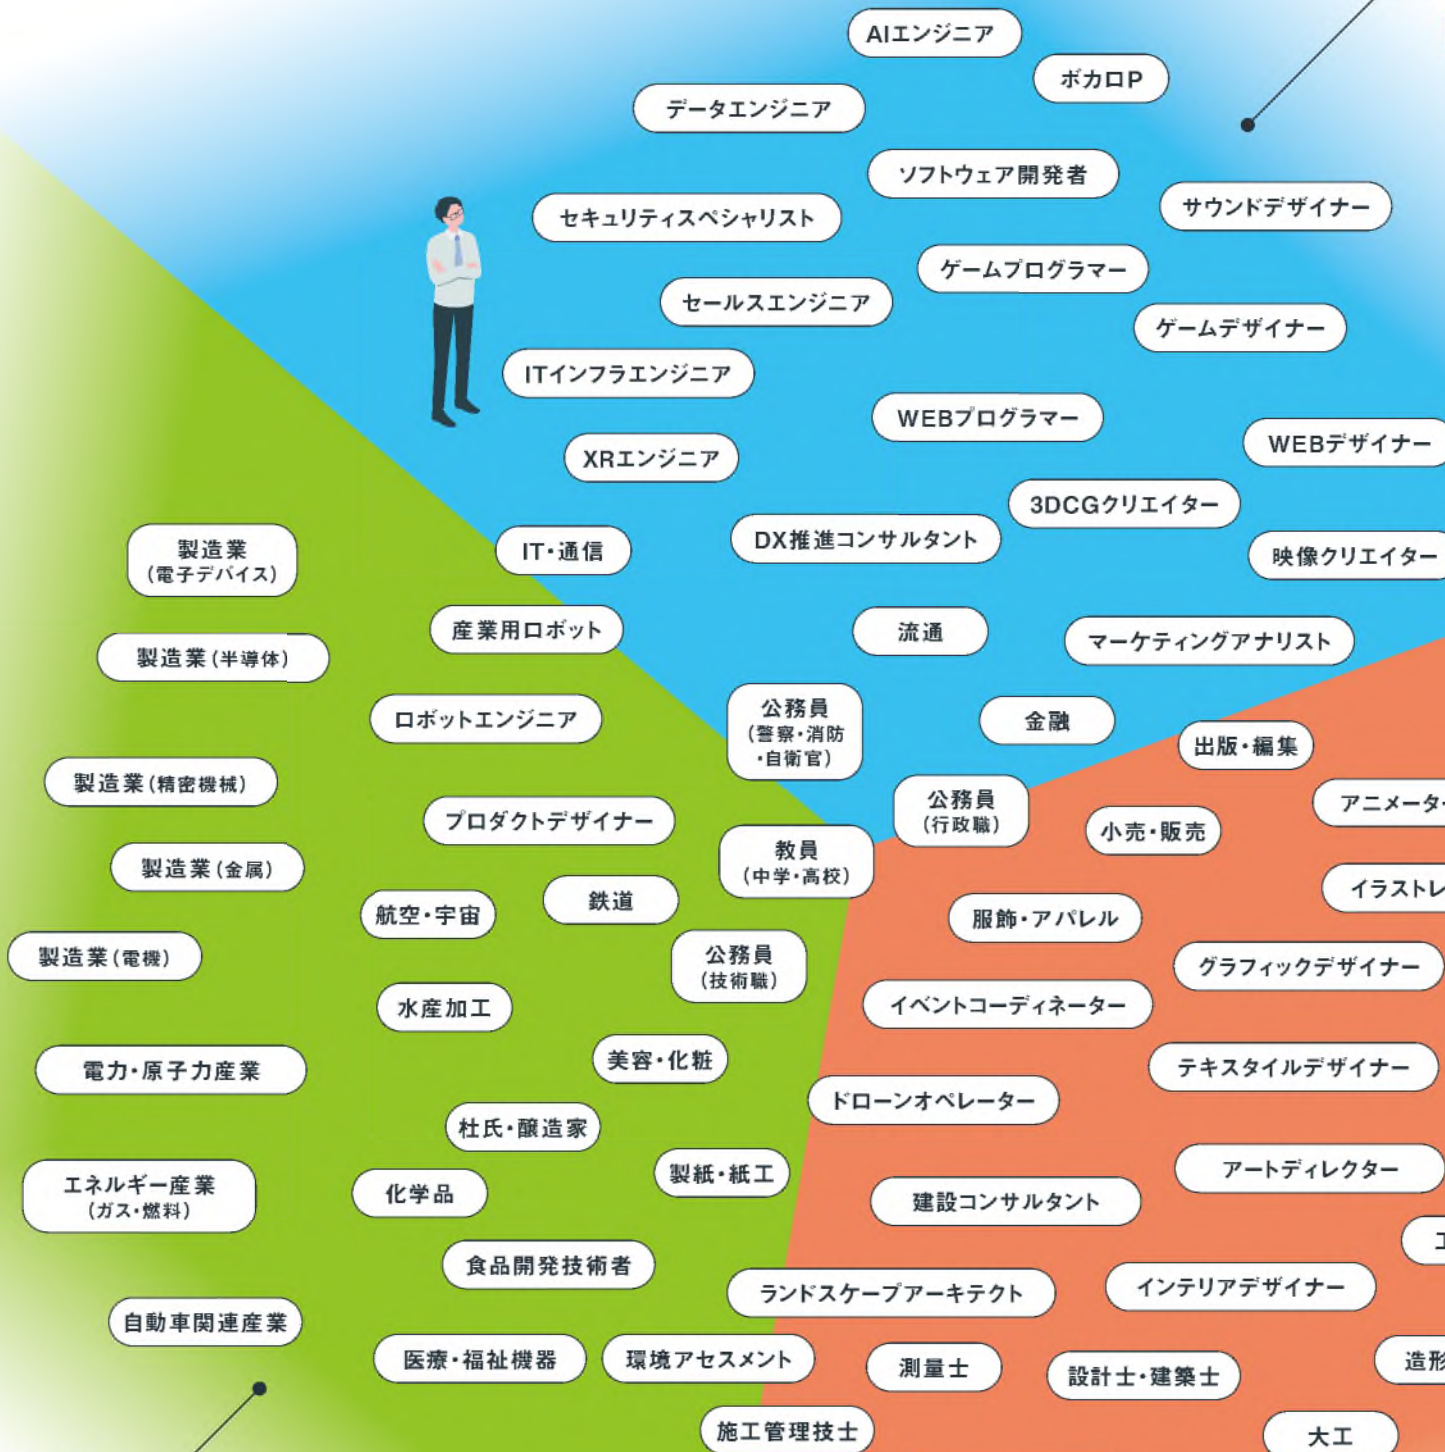 AIエンジニア
ボカロP
データエンジニア
ソフトウェア開発者
サウンドデザイナー
セキュリティスペシャリスト
ゲームプログラマー
セールスエンジニア
ゲームデザイナー
ITインフラエンジニア
WEBプログラマー
WEBデザイナー
XRエンジニア
3DCGクリエイター
DX推進コンサルタント
IT・通信
映像クリエイター
製造業
(電子デバイス)
産業用ロボット
流通
マーケティングアナリスト
製造業(半導体)
ロボットエンジニア
公務員
(警察・消防
・自衛官)
金融
出版・編集
製造業(精密機械)
プロダクトデザイナー
公務員
(行政職)
小売・販売
アニメータ
教員
(中学・高校)
製造業(金属)
航空・宇宙
鉄道
服飾・アパレル
イラストレ
製造業(電機)
公務員
(技術職)
グラフィックデザイナー
水産加工
イベントコーディネーター
電力・原子力産業
美容・化粧
テキスタイルデザイナー
ドローンオペレーター
杜氏・醸造家
製紙・紙工
アートディレクター
エネルギー産業
(ガス・燃料)
化学品
建設コンサルタント
食品開発技術者
ランドスケープアーキテクト
インテリアデザイナー
自動車関連産業
医療・福祉機器
環境アセスメント
測量士
設計士・建築士
造形
施工管理技士
大工